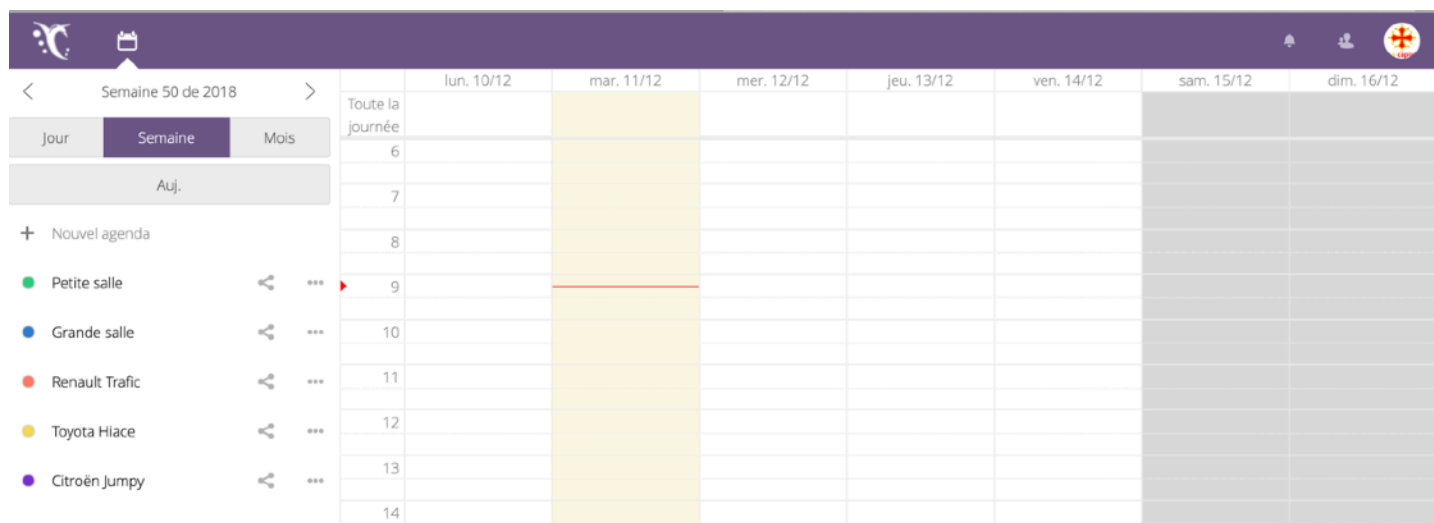 Semaine 50 de 2018
Jour Semaine Mois
Auj.
Nouvel agenda
Petite salle
Grande salle
Renault Trafic
Toyota Hiace
Citroën Jumpy
lun. 10/12 mar. 11/12 mer. 12/12 jeu. 13/12 ven. 14/12 sam. 15/12 dim. 16/12
Toute la
journée
6
7
8
9
10
11
12
13
14